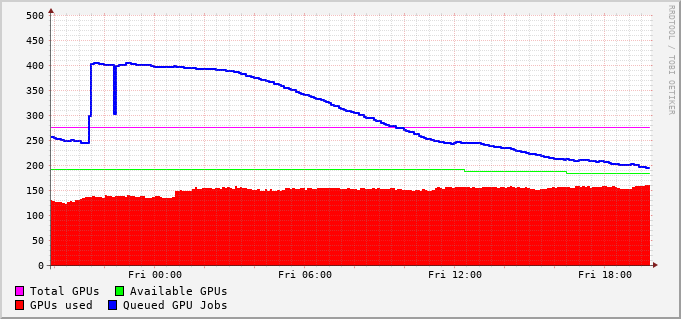 500
450
400
350
300
250
200
150
100
50
0
Fri 00:00 Fri 06:00 Fri 12:00 Fri 18:00
Total GPUs Available GPUs
GPUs used Queued GPU Jobs
RRDTOOL / TOBI OETIKER